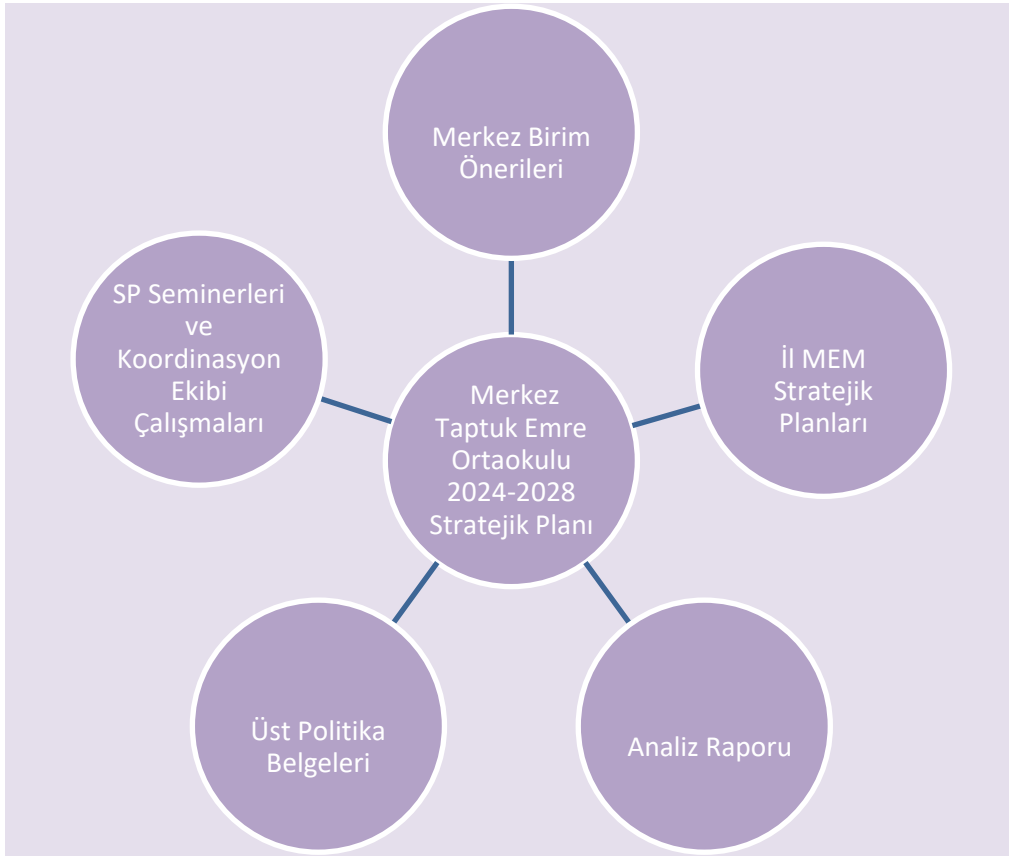 Merkez Birim
Önerileri
SP Seminerleri
ve
Koordinasyon
Ekibi
Çalışmaları
İl MEM
Stratejik
Planları
Merkez
Taptuk Emre
Ortaokulu
2024-2028
Stratejik Planı
Üst Politika
Belgeleri
Analiz Raporu